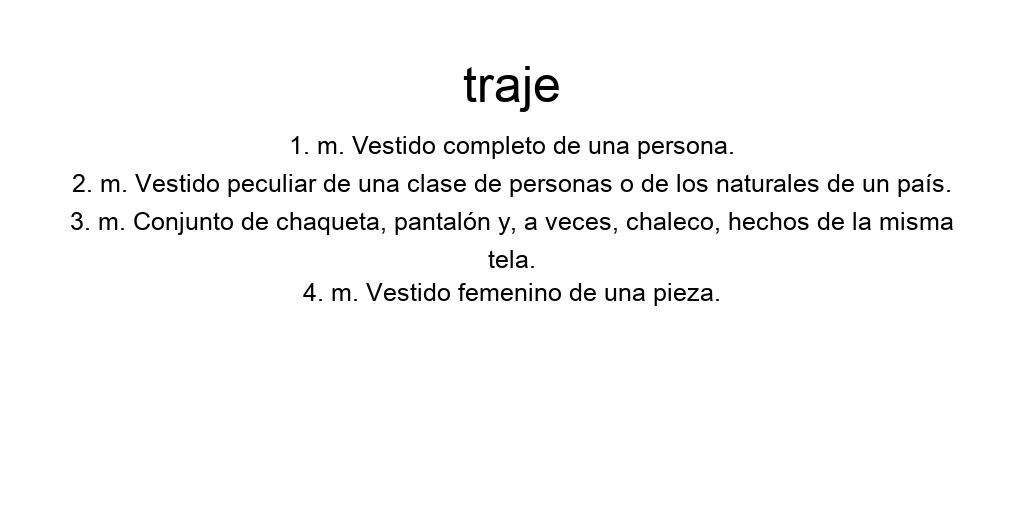 traje
1. m. Vestido completo de una persona.
2. m. Vestido peculiar de una clase de personas o de los naturales de un país.
3. m. Conjunto de chaqueta, pantalón y, a veces, chaleco, hechos de la misma
tela.
4. m. Vestido femenino de una pieza.